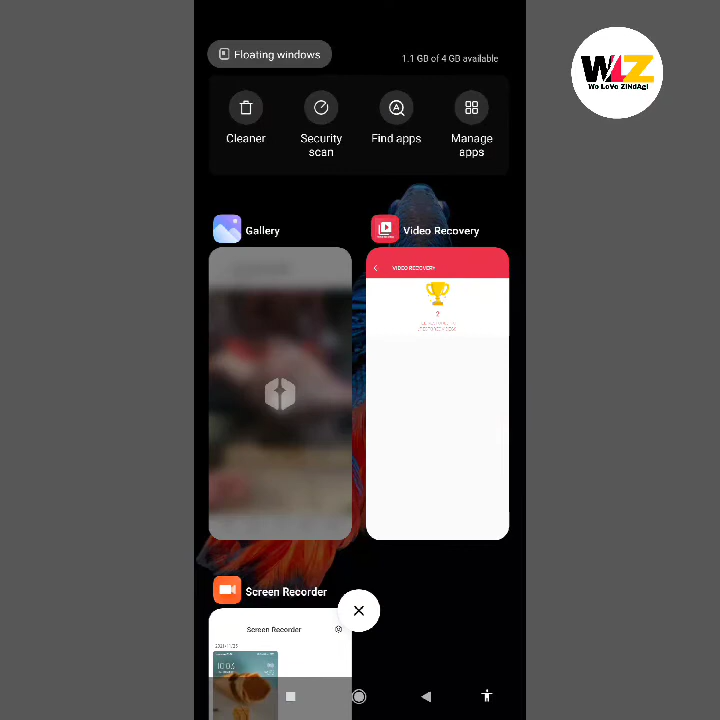 Floating windows
1.1 GB of 4 GB available
WLZ
We LoVe ZiNdAgI
Cleaner
Security scan
Find apps
Manage apps
Gallery
Video Recovery
VIDEO RECOVERY
2
Screen Recorder
Screen Recorder